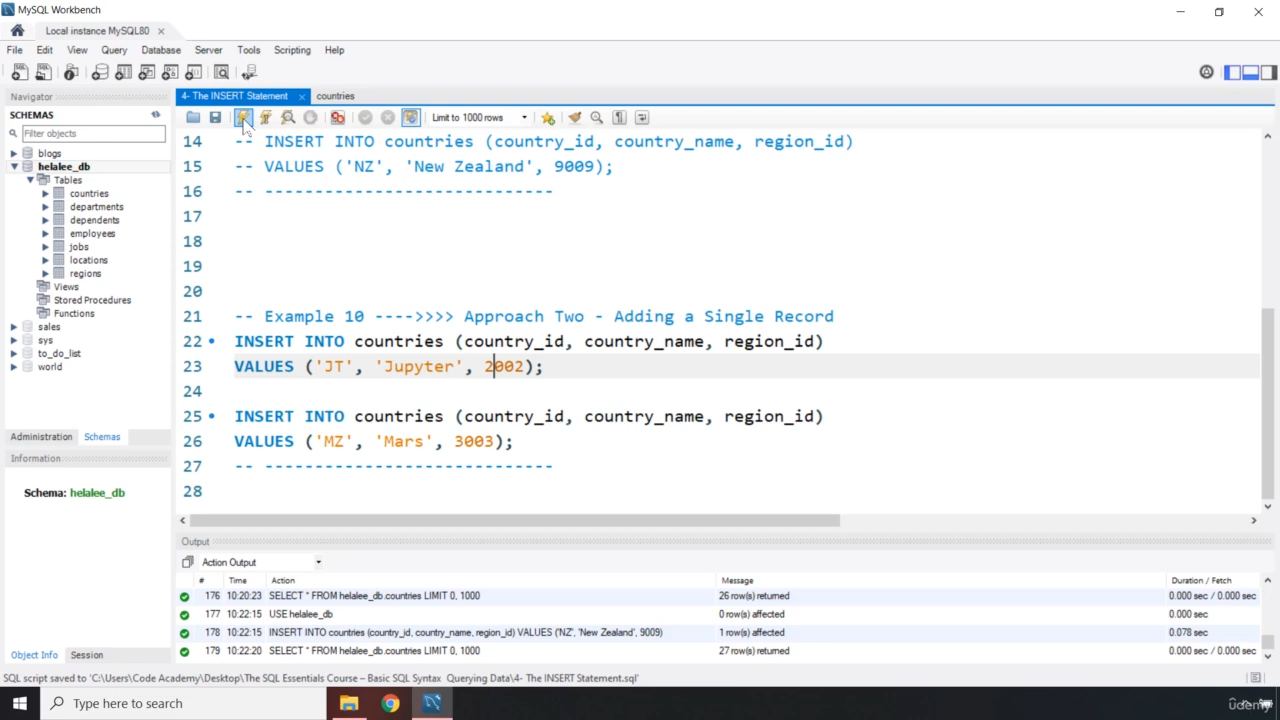 MySQL Workbench
Local instance MySQL80
File Edit View Query Database Server Tools Scripting Help
Navigator
SCHEMAS
Filter objects
blogs
helalee_db
Tables
countries
departments
dependents
employees
jobs
locations
regions
Views
Stored Procedures
Functions
sales
sys
to_do_list
world
Administration Schemas
Information
Schema: helalee_db
Object Info Session
4- The INSERT Statement countries
Limit to 1000 rows
14 -- INSERT INTO countries (country_id, country_name, region_id)
15 -- VALUES ('NZ', 'New Zealand', 9009);
16 -- -----------------------------
17
18
19
20
21 -- Example 10 ---->>>> Approach Two - Adding a Single Record
22 INSERT INTO countries (country_id, country_name, region_id)
23 VALUES ('JT', 'Jupyter', 2002);
24
25 INSERT INTO countries (country_id, country_name, region_id)
26 VALUES ('MZ', 'Mars', 3003);
27 -- -----------------------------
28
Output
Action Output
# Time Action Message Duration / Fetch
176 10:20:23 SELECT * FROM helalee_db.countries LIMIT 0, 1000 26 row(s) returned 0.000 sec / 0.000 sec
177 10:22:15 USE helalee_db 0 row(s) affected 0.000 sec
178 10:22:15 INSERT INTO countries (country_id, country_name, region_id) VALUES ('NZ', 'New Zealand', 9009) 1 row(s) affected 0.078 sec
179 10:22:20 SELECT * FROM helalee_db.countries LIMIT 0, 1000 27 row(s) returned 0.000 sec / 0.000 sec
SQL script saved to 'C:\Users\Code Academy\Desktop\The SQL Essentials Course – Basic SQL Syntax Querying Data\4- The INSERT Statement.sql'
Type here to search
udemy